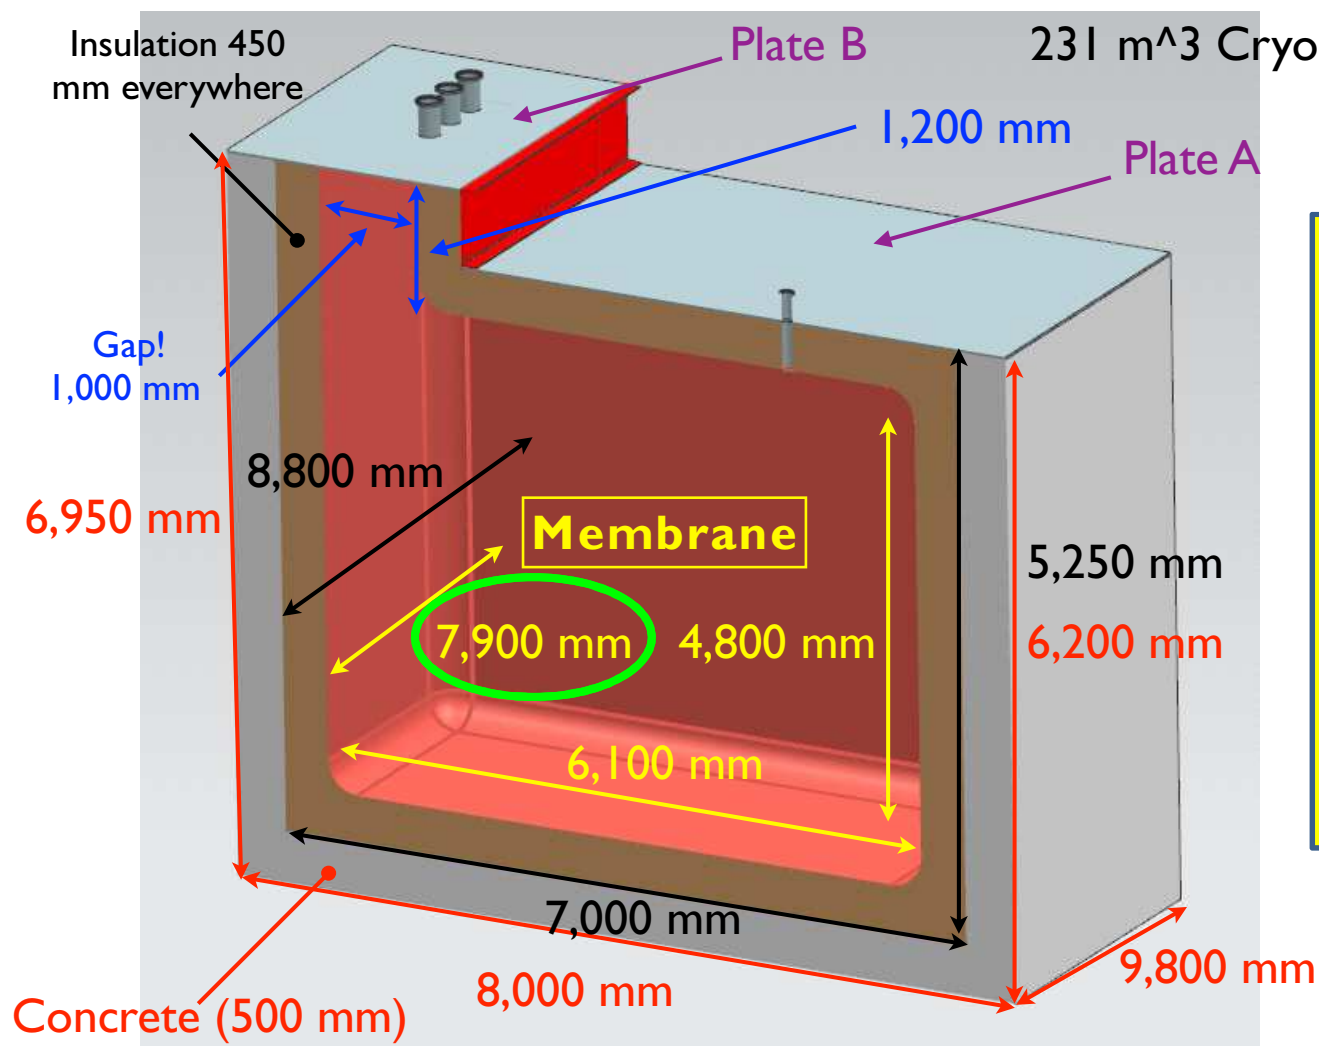 Insulation 450
mm everywhere
Plate B
231 m^3 Cryo
1,200 mm
Plate A
Gap!
1,000 mm
8,800 mm
6,950 mm
Membrane
5,250 mm
7,900 mm
4,800 mm
6,200 mm
6,100 mm
7,000 mm
9,800 mm
8,000 mm
Concrete (500 mm)